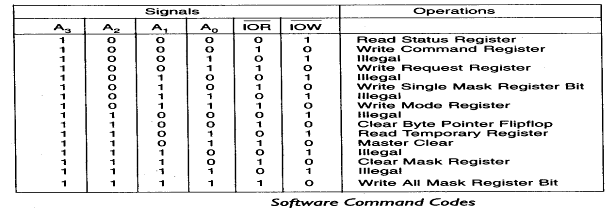 Signals Operations
A3 A2 A1 A0 IOR IOW
1 0 0 0 0 1 Read Status Register
1 0 0 0 1 0 Write Command Register
1 0 0 1 0 1 Illegal
1 0 0 1 1 0 Write Request Register
1 0 1 0 0 1 Illegal
1 0 1 0 1 0 Write Single Mask Register Bit
1 0 1 1 0 1 Illegal
1 0 1 1 1 0 Write Mode Register
1 1 0 0 0 1 Illegal
1 1 0 0 1 0 Clear Byte Pointer Flipflop
1 1 0 1 0 1 Read Temporary Register
1 1 0 1 1 0 Master Clear
1 1 1 0 0 1 Illegal
1 1 1 0 1 0 Clear Mask Register
1 1 1 1 0 1 Illegal
1 1 1 1 1 0 Write All Mask Register Bit
Software Command Codes